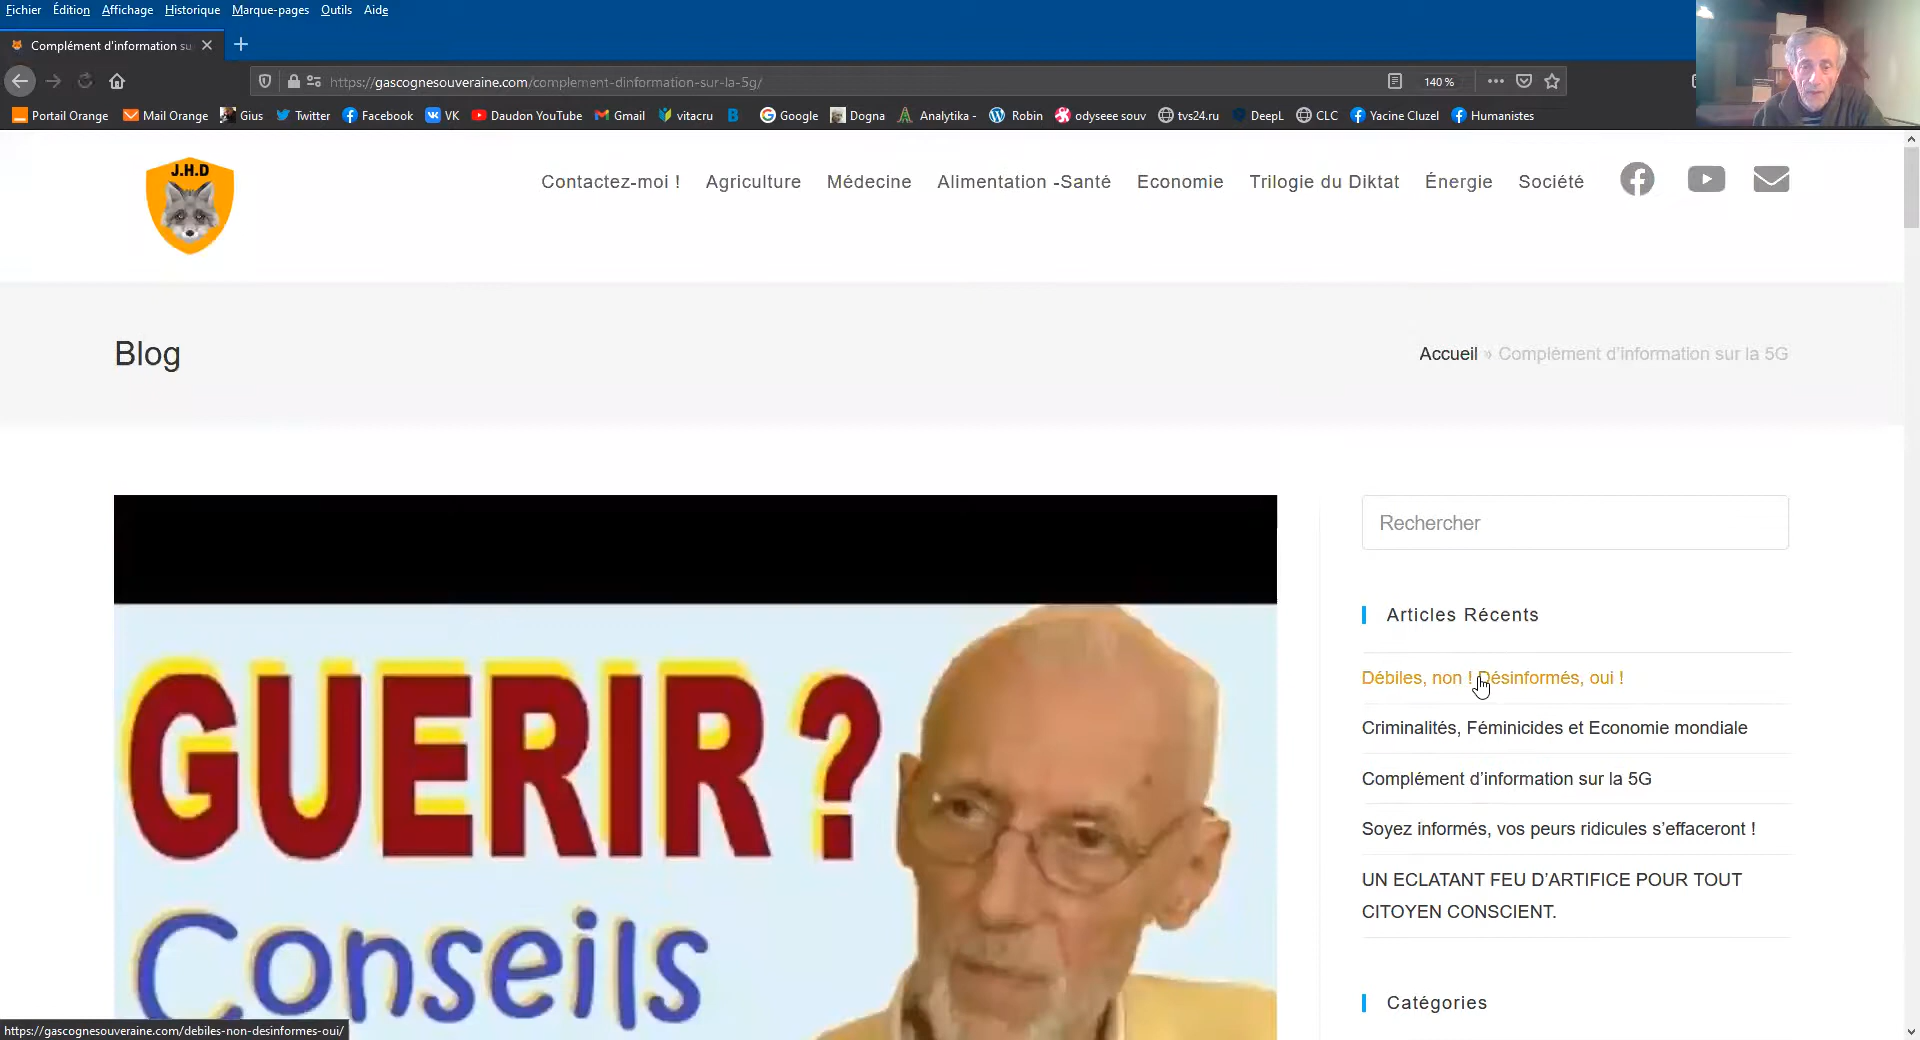 Fichier Édition Affichage Historique Marque-pages Outils Aide
Complément d'information su
https://gascognesouveraine.com/complement-dinformation-sur-la-5g/
140 %
Portail Orange Mail Orange Gius Twitter Facebook VK Daudon YouTube Gmail vitacru Google Dogna Analytika - Robin odyseee souv tvs24.ru DeepL CLC Yacine Cluzel Humanistes
J.H.D
Contactez-moi ! Agriculture Médecine Alimentation -Santé Economie Trilogie du Diktat Énergie Société
Blog
Accueil » Complément d’information sur la 5G
Rechercher
Articles Récents
Débiles, non ! Désinformés, oui !
Criminalités, Féminicides et Economie mondiale
Complément d’information sur la 5G
Soyez informés, vos peurs ridicules s’effaceront !
UN ECLATANT FEU D’ARTIFICE POUR TOUT
CITOYEN CONSCIENT.
Catégories
GUERIR ?
Conseils
https://gascognesouveraine.com/debiles-non-desinformes-oui/